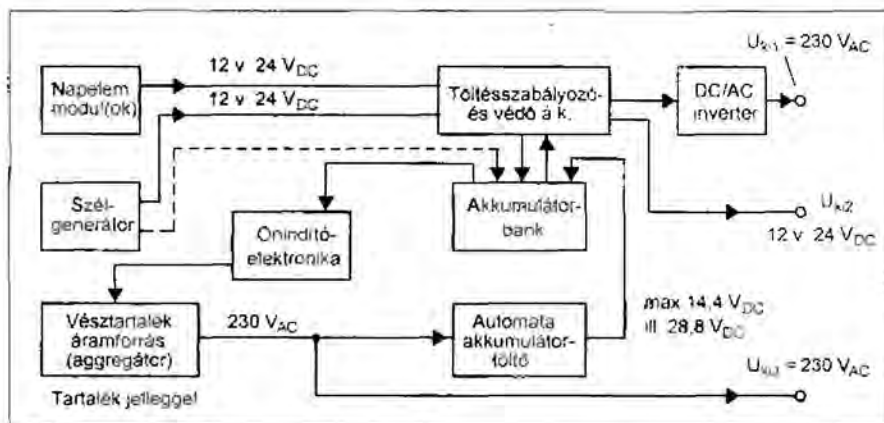 12 v 24 V_DC
Napelem
modul(ok)
12 v 24 V_DC
Töltésszabályozó-
és védő á k.
DC/AC
inverter
U_ki1 = 230 V_AC
Szél-
generátor
Önindító-
elektronika
Akkumulátor-
bank
U_ki2
12 v 24 V_DC
Vésztartalék
áramforrás
(aggregátor)
230 V_AC
Automata
akkumulátor-
töltő
max 14,4 V_DC
ill 28,8 V_DC
U_ki3 = 230 V_AC
Tartalék jelleggel